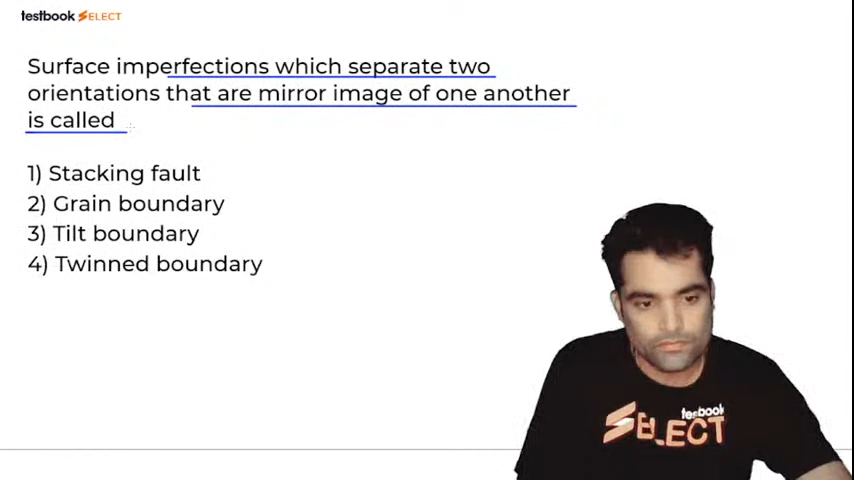 testbook SELECT
Surface imperfections which separate two
orientations that are mirror image of one another
is called
1) Stacking fault
2) Grain boundary
3) Tilt boundary
4) Twinned boundary
testbook
SELECT